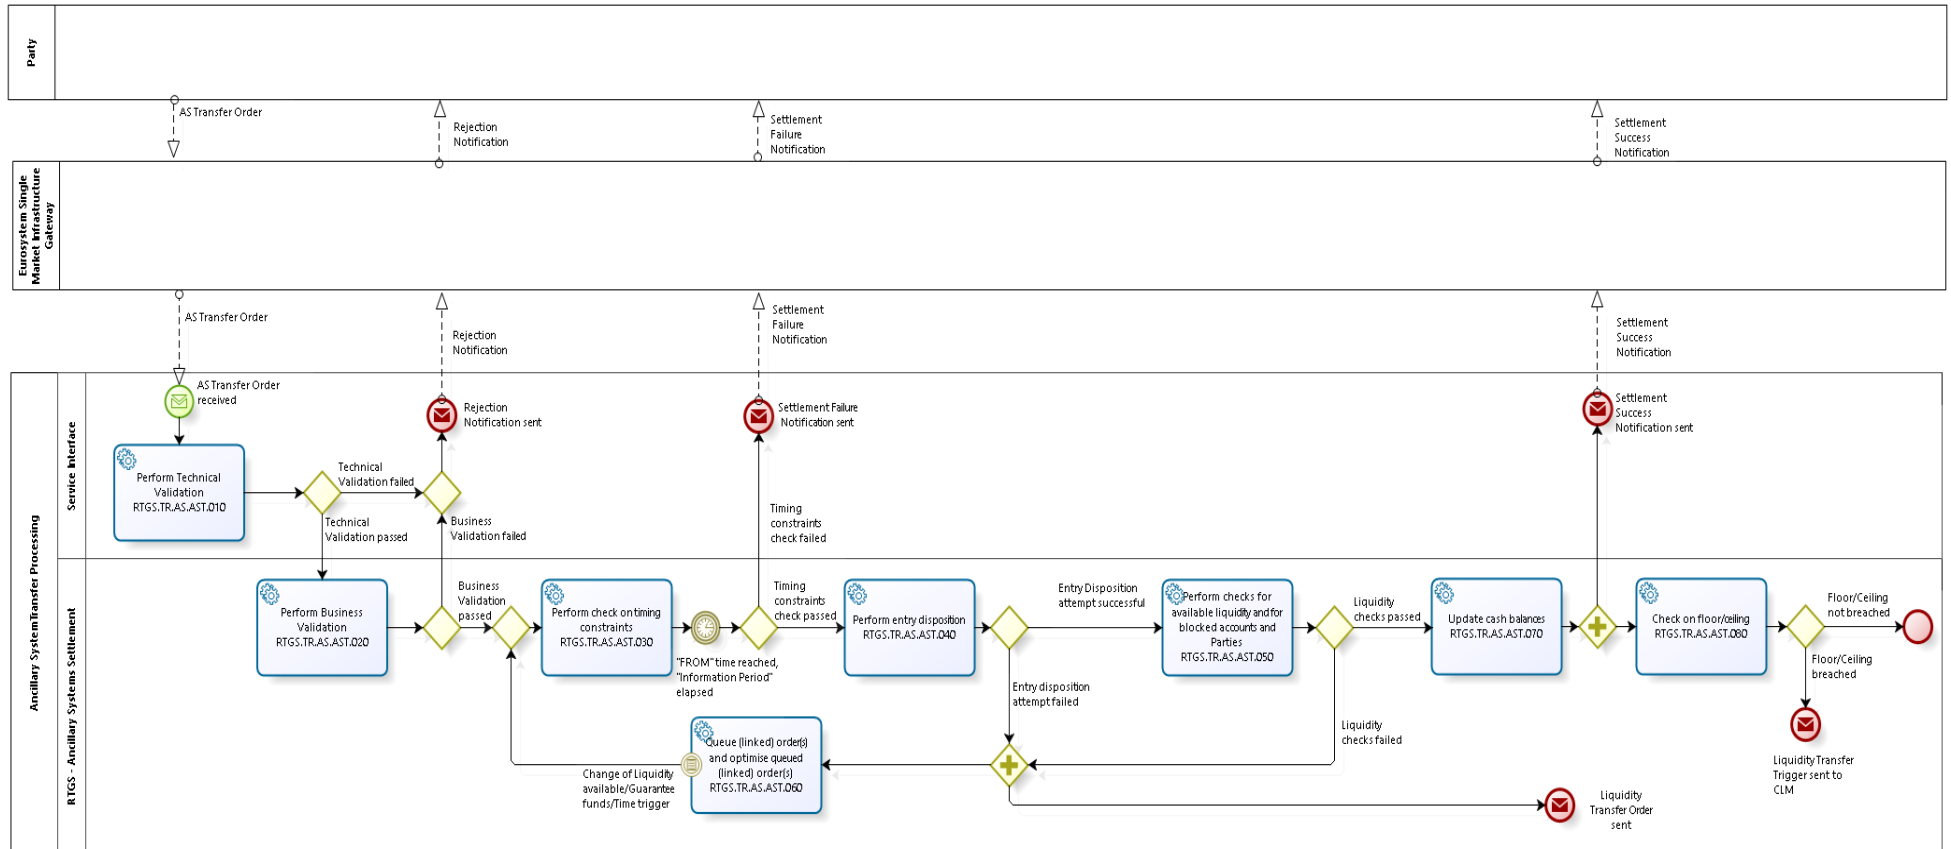 Party
AS Transfer Order
Rejection
Notification
Settlement
Failure
Notification
Settlement
Success
Notification
Eurosystem Single
Market Infrastructure
Gateway
AS Transfer Order
Rejection
Notification
Settlement
Failure
Notification
Settlement
Success
Notification
Ancillary System Transfer Processing
Service Interface
AS Transfer Order
received
Rejection
Notification sent
Settlement Failure
Notification sent
Settlement
Success
Notification sent
Perform Technical
Validation
RTGS.TR.AS.AST.010
Technical
Validation failed
Technical
Validation passed
Business
Validation failed
Timing
constraints
check failed
RTGS - Ancillary Systems Settlement
Perform Business
Validation
RTGS.TR.AS.AST.020
Business
Validation
passed
Perform check on timing
constraints
RTGS.TR.AS.AST.030
"FROM" time reached,
"Information Period"
elapsed
Timing
constraints
check passed
Perform entry disposition
RTGS.TR.AS.AST.040
Entry Disposition
attempt successful
Entry disposition
attempt failed
Perform checks for
available liquidity and for
blocked accounts and
Parties
RTGS.TR.AS.AST.050
Liquidity
checks passed
Liquidity
checks failed
Update cash balances
RTGS.TR.AS.AST.070
Check on floor/ceiling
RTGS.TR.AS.AST.080
Floor/Ceiling
not breached
Floor/Ceiling
breached
Queue (linked) order(s)
and optimise queued
(linked) order(s)
RTGS.TR.AS.AST.060
Change of Liquidity
available/Guarantee
funds/Time trigger
Liquidity Transfer
Trigger sent to
CLM
Liquidity
Transfer Order
sent